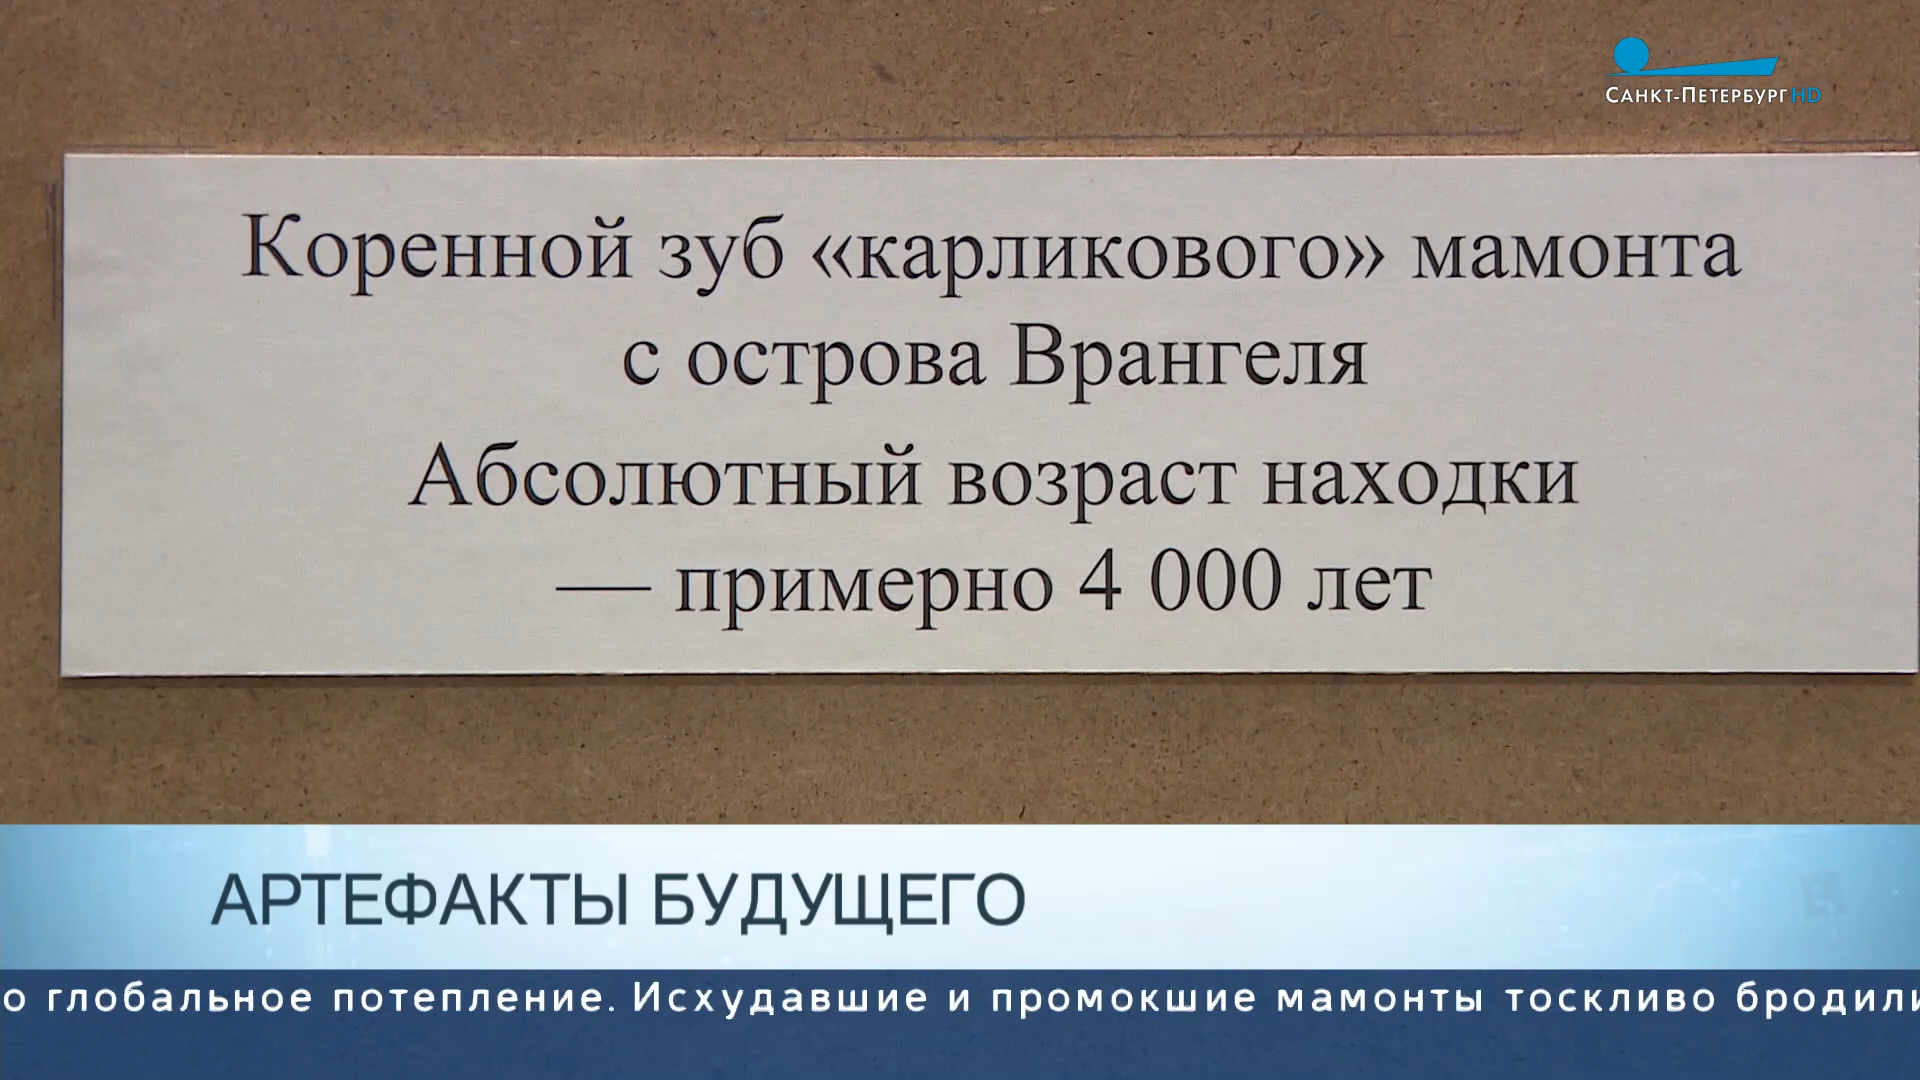 САНКТ-ПЕТЕРБУРГ HD
Коренной зуб «карликового» мамонта
с острова Врангеля
Абсолютный возраст находки
— примерно 4 000 лет
АРТЕФАКТЫ БУДУЩЕГО
о глобальное потепление. Исхудавшие и промокшие мамонты тоскливо бродили